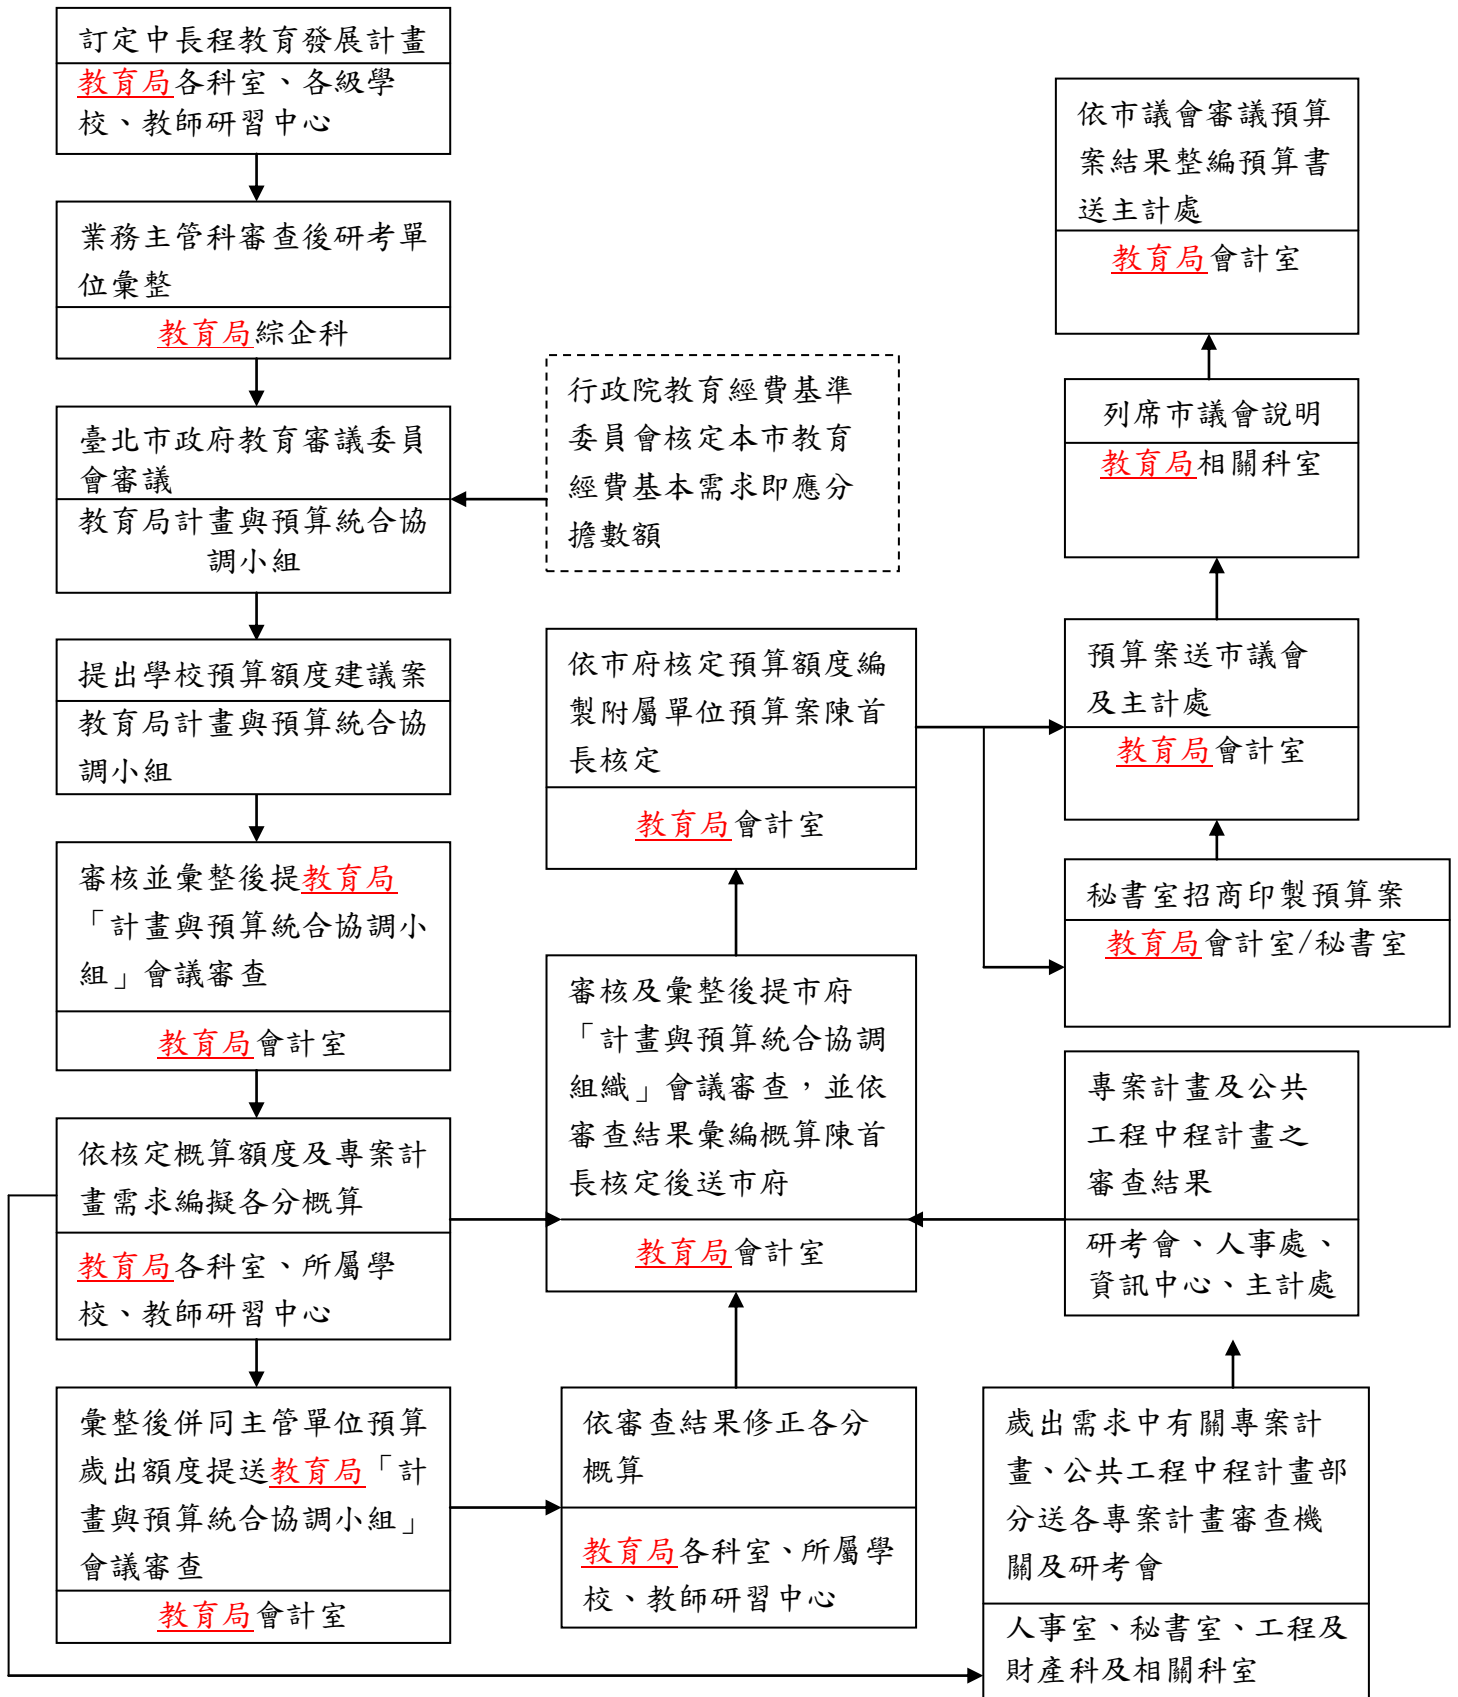 訂定中長程教育發展計畫
教育局各科室、各級學
校、教師研習中心
業務主管科審查後研考單
位彙整
教育局綜企科
臺北市政府教育審議委員
會審議
教育局計畫與預算統合協
調小組
提出學校預算額度建議案
教育局計畫與預算統合協
調小組
審核並彙整後提教育局
「計畫與預算統合協調小
組」會議審查
教育局會計室
依核定概算額度及專案計
畫需求編擬各分概算
教育局各科室、所屬學
校、教師研習中心
彙整後併同主管單位預算
歲出額度提送教育局「計
畫與預算統合協調小組」
會議審查
教育局會計室
行政院教育經費基準
委員會核定本市教育
經費基本需求即應分
擔數額
依市府核定預算額度編
製附屬單位預算案陳首
長核定
教育局會計室
審核及彙整後提市府
「計畫與預算統合協調
組織」會議審查，並依
審查結果彙編概算陳首
長核定後送市府
教育局會計室
依審查結果修正各分
概算
教育局各科室、所屬學
校、教師研習中心
依市議會審議預算
案結果整編預算書
送主計處
教育局會計室
列席市議會說明
教育局相關科室
預算案送市議會
及主計處
教育局會計室
秘書室招商印製預算案
教育局會計室/秘書室
專案計畫及公共
工程中程計畫之
審查結果
研考會、人事處、
資訊中心、主計處
歲出需求中有關專案計
畫、公共工程中程計畫部
分送各專案計畫審查機
關及研考會
人事室、秘書室、工程及
財產科及相關科室